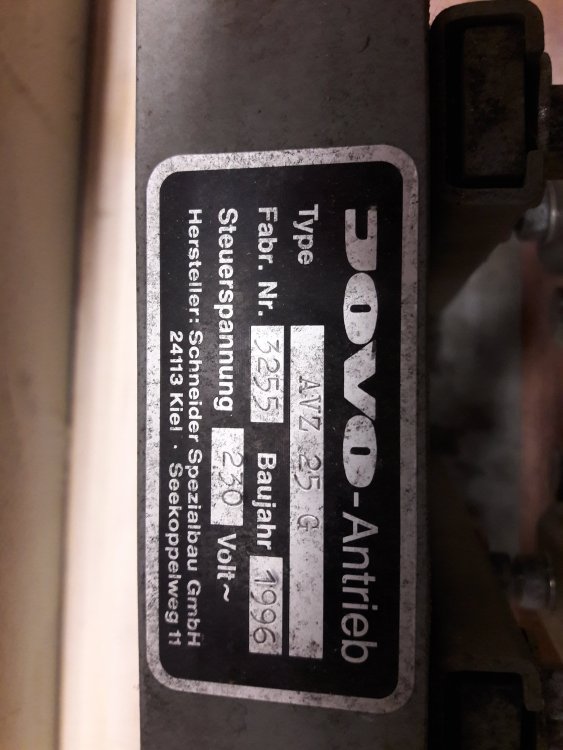 JOVO-Antrieb
Type AVZ 25 G
Fabr. Nr. 3255 Baujahr 1996
Steuerspannung 230 Volt~
Hersteller: Schneider Spezialbau GmbH
24113 Kiel · Seekoppelweg 11